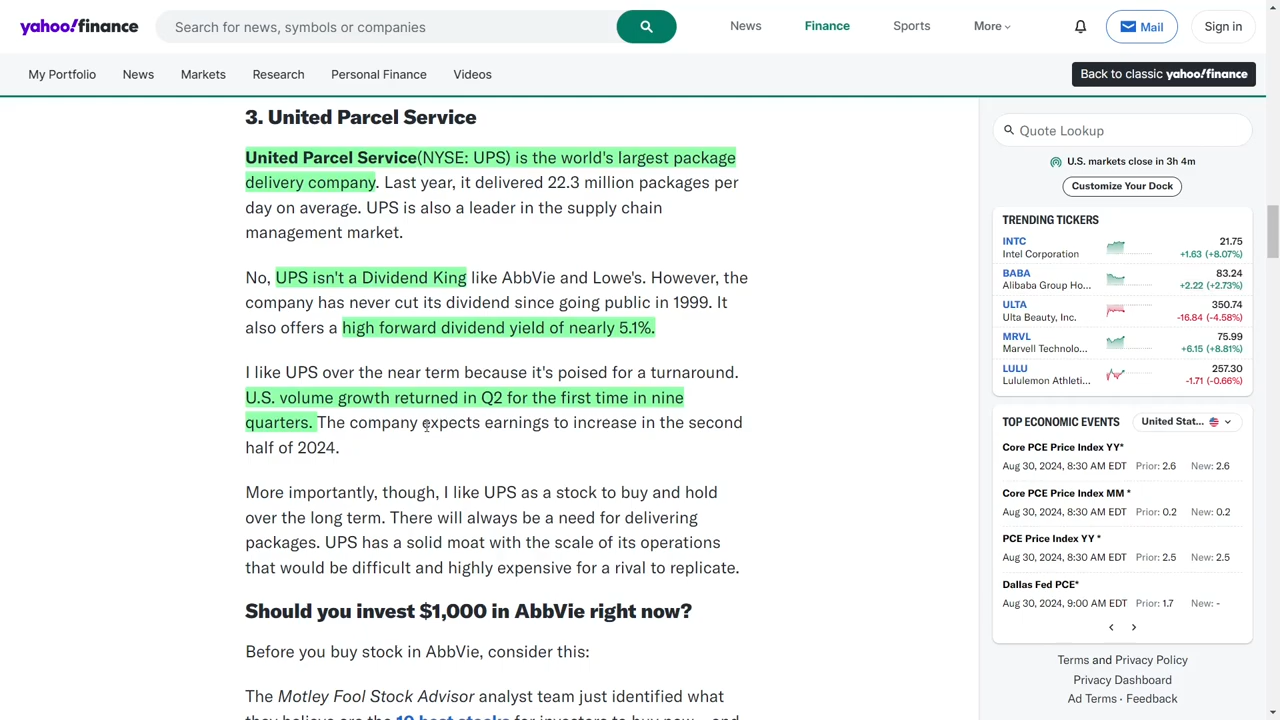 yahoo!finance
Search for news, symbols or companies
News
Finance
Sports
More
Mail
Sign in
My Portfolio
News
Markets
Research
Personal Finance
Videos
Back to classic yahoo!finance
3. United Parcel Service
United Parcel Service(NYSE: UPS) is the world's largest package
delivery company. Last year, it delivered 22.3 million packages per
day on average. UPS is also a leader in the supply chain
management market.
No, UPS isn't a Dividend King like AbbVie and Lowe's. However, the
company has never cut its dividend since going public in 1999. It
also offers a high forward dividend yield of nearly 5.1%.
I like UPS over the near term because it's poised for a turnaround.
U.S. volume growth returned in Q2 for the first time in nine
quarters. The company expects earnings to increase in the second
half of 2024.
More importantly, though, I like UPS as a stock to buy and hold
over the long term. There will always be a need for delivering
packages. UPS has a solid moat with the scale of its operations
that would be difficult and highly expensive for a rival to replicate.
Should you invest $1,000 in AbbVie right now?
Before you buy stock in AbbVie, consider this:
The Motley Fool Stock Advisor analyst team just identified what
they believe are the 10 best stocks for investors to buy now… and
Quote Lookup
U.S. markets close in 3h 4m
Customize Your Dock
TRENDING TICKERS
INTC 21.75
Intel Corporation +1.63 (+8.07%)
BABA 83.24
Alibaba Group Ho... +2.22 (+2.73%)
ULTA 350.74
Ulta Beauty, Inc. -16.84 (-4.58%)
MRVL 75.99
Marvell Technolo... +6.15 (+8.81%)
LULU 257.30
Lululemon Athleti... -1.71 (-0.66%)
TOP ECONOMIC EVENTS United Stat...
Core PCE Price Index YY*
Aug 30, 2024, 8:30 AM EDT Prior: 2.6 New: 2.6
Core PCE Price Index MM *
Aug 30, 2024, 8:30 AM EDT Prior: 0.2 New: 0.2
PCE Price Index YY *
Aug 30, 2024, 8:30 AM EDT Prior: 2.5 New: 2.5
Dallas Fed PCE*
Aug 30, 2024, 9:00 AM EDT Prior: 1.7 New: -
Terms and Privacy Policy
Privacy Dashboard
Ad Terms · Feedback